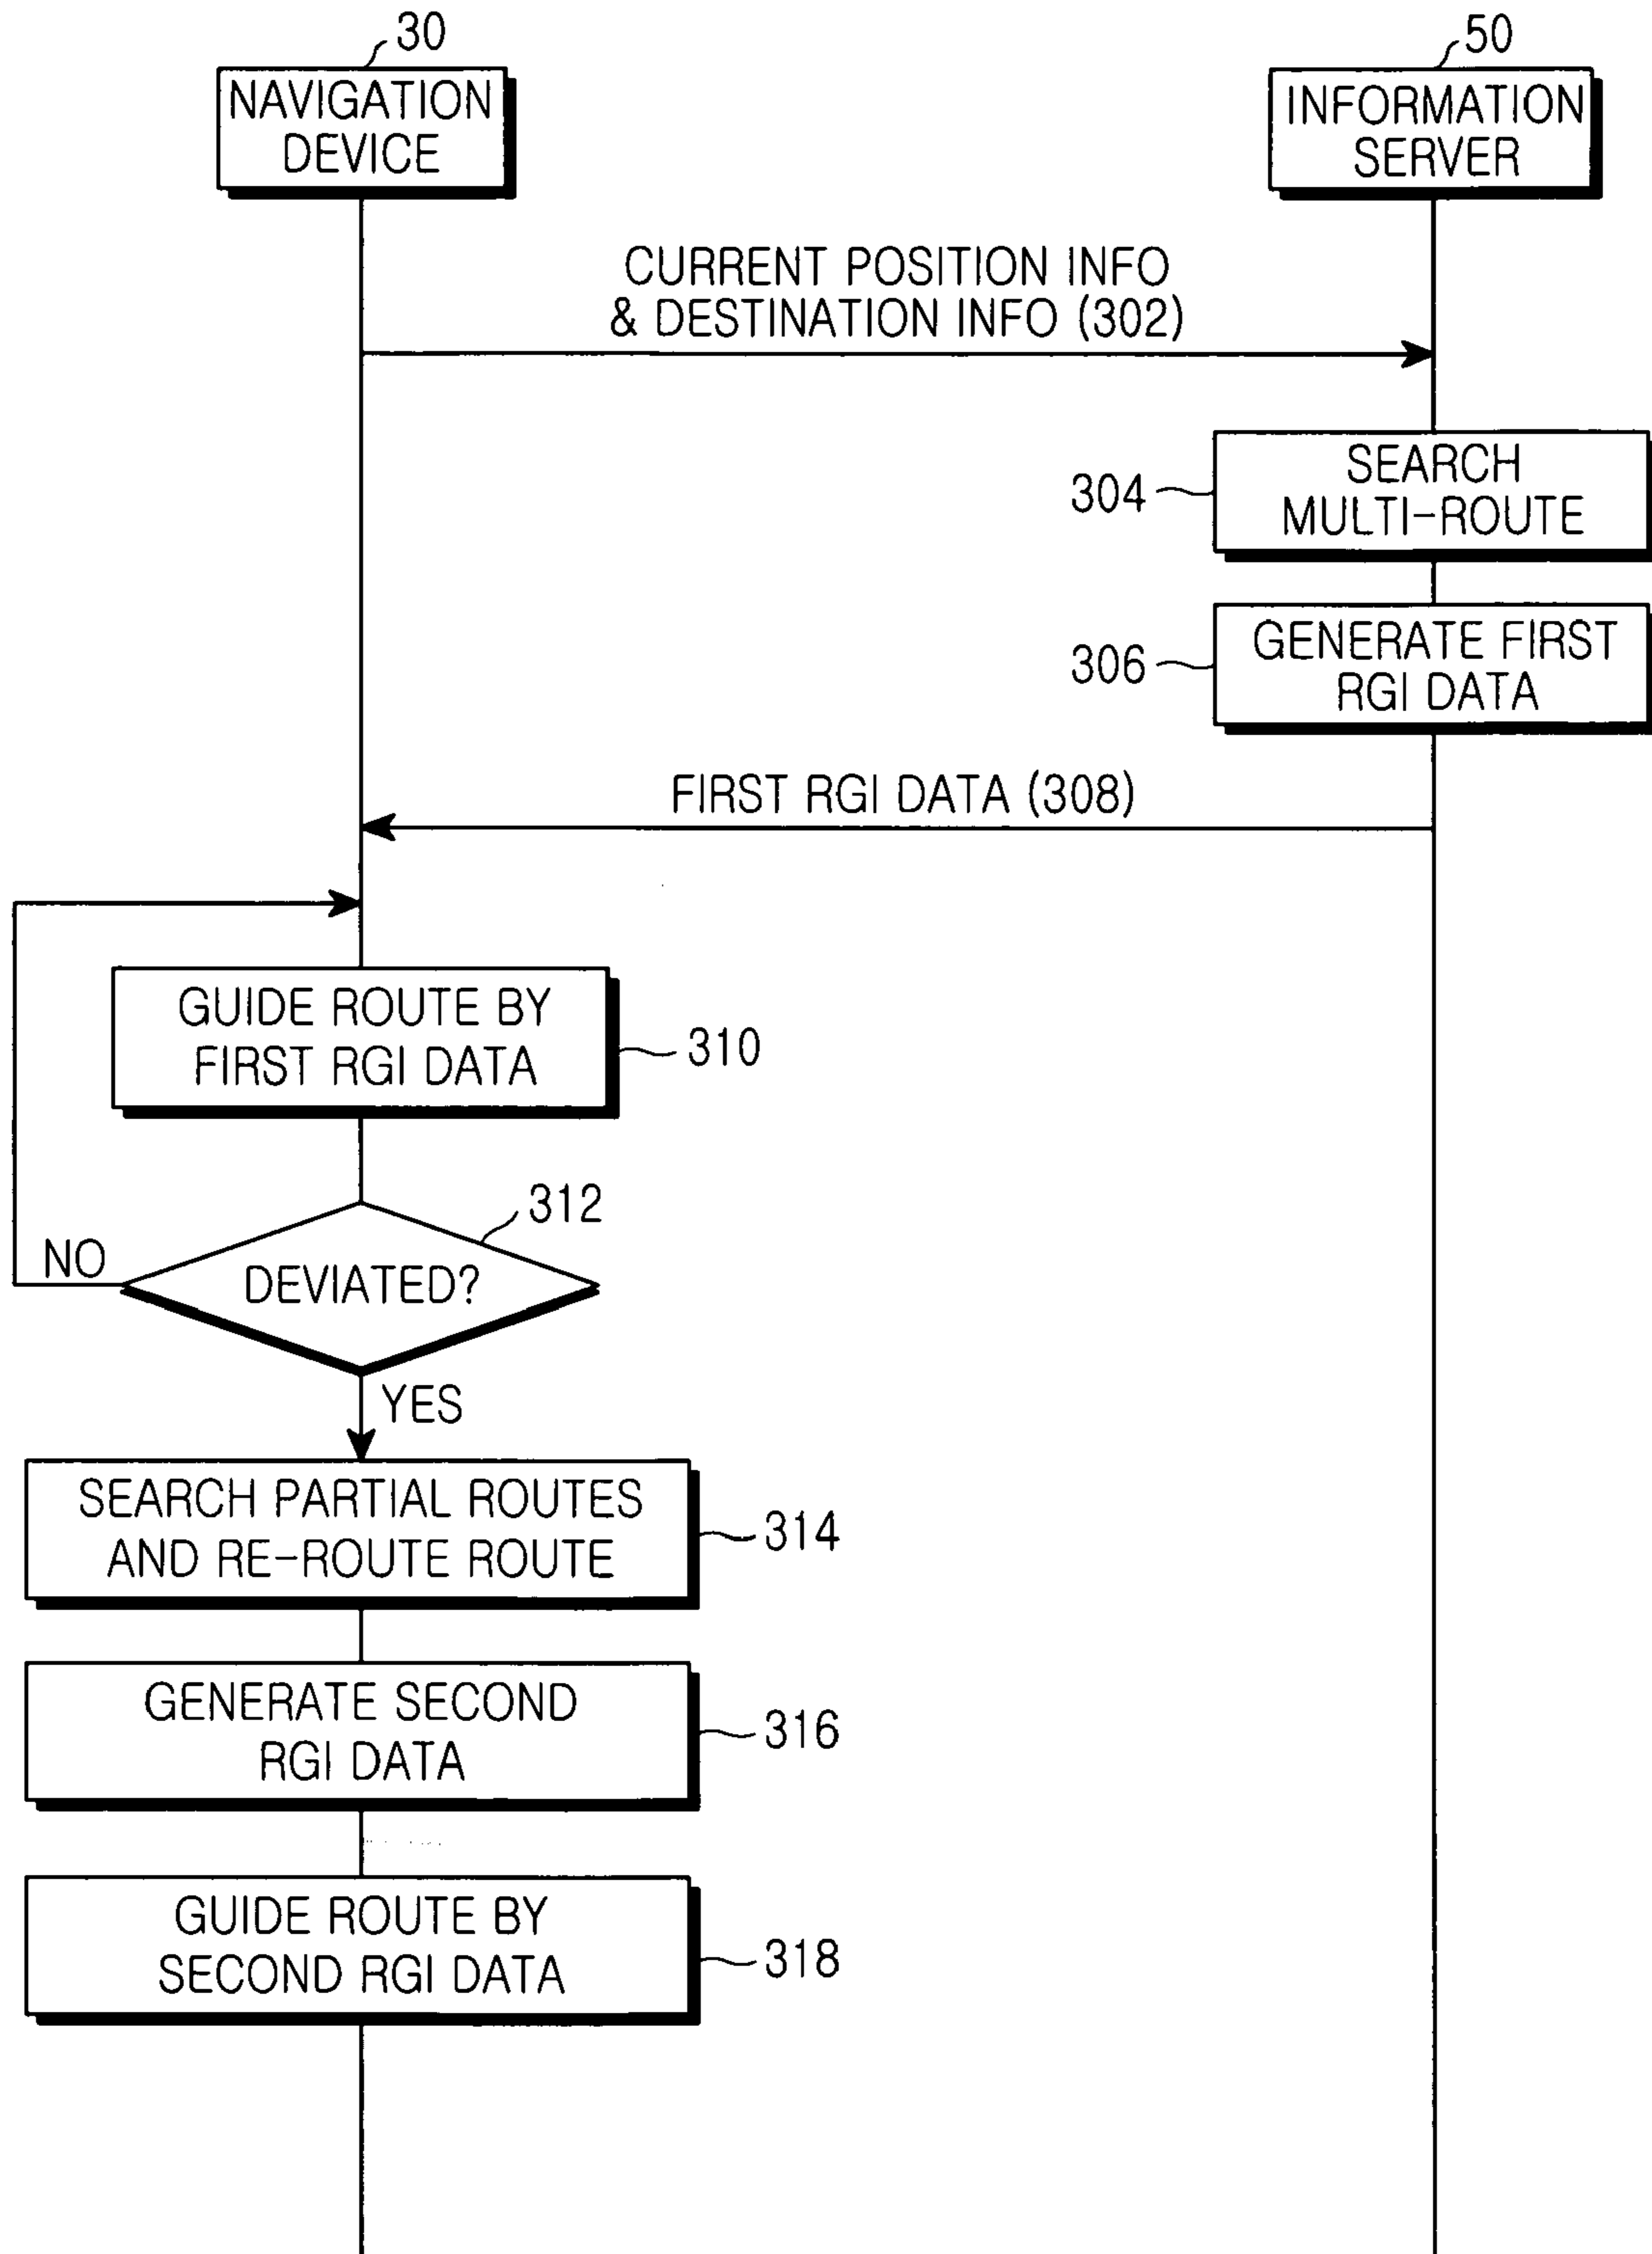 30
50
NAVIGATION
DEVICE
INFORMATION
SERVER
CURRENT POSITION INFO
& DESTINATION INFO (302)
304
SEARCH
MULTI-ROUTE
306
GENERATE FIRST
RGI DATA
FIRST RGI DATA (308)
GUIDE ROUTE BY
FIRST RGI DATA
310
312
NO
DEVIATED?
YES
SEARCH PARTIAL ROUTES
AND RE-ROUTE ROUTE
314
GENERATE SECOND
RGI DATA
316
GUIDE ROUTE BY
SECOND RGI DATA
318